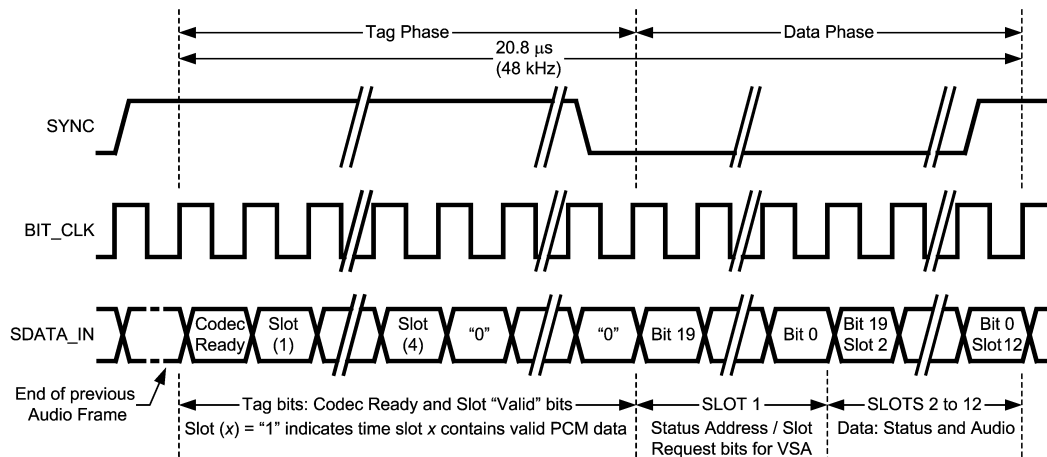 Tag Phase
Data Phase
20.8 μs
(48 kHz)
SYNC
BIT_CLK
SDATA_IN
Codec
Ready
Slot
(1)
Slot
(4)
“0”
“0”
Bit 19
Bit 0
Bit 19
Slot 2
Bit 0
Slot12
End of previous
Audio Frame
Tag bits: Codec Ready and Slot “Valid” bits
Slot (x) = “1” indicates time slot x contains valid PCM data
SLOT 1
Status Address / Slot
Request bits for VSA
SLOTS 2 to 12
Data: Status and Audio